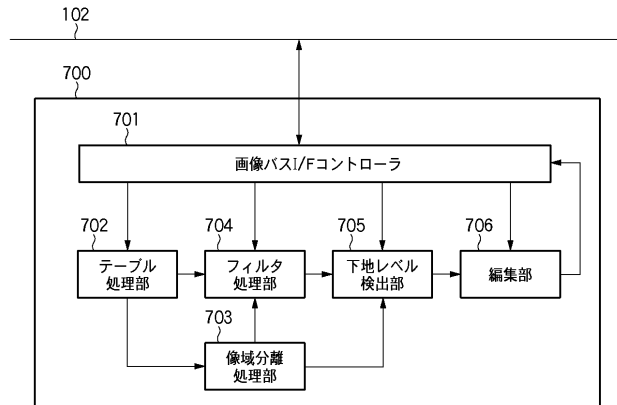 102
700
701
画像バスI/Fコントローラ
702
テーブル
処理部
704
フィルタ
処理部
705
下地レベル
検出部
706
編集部
703
像域分離
処理部